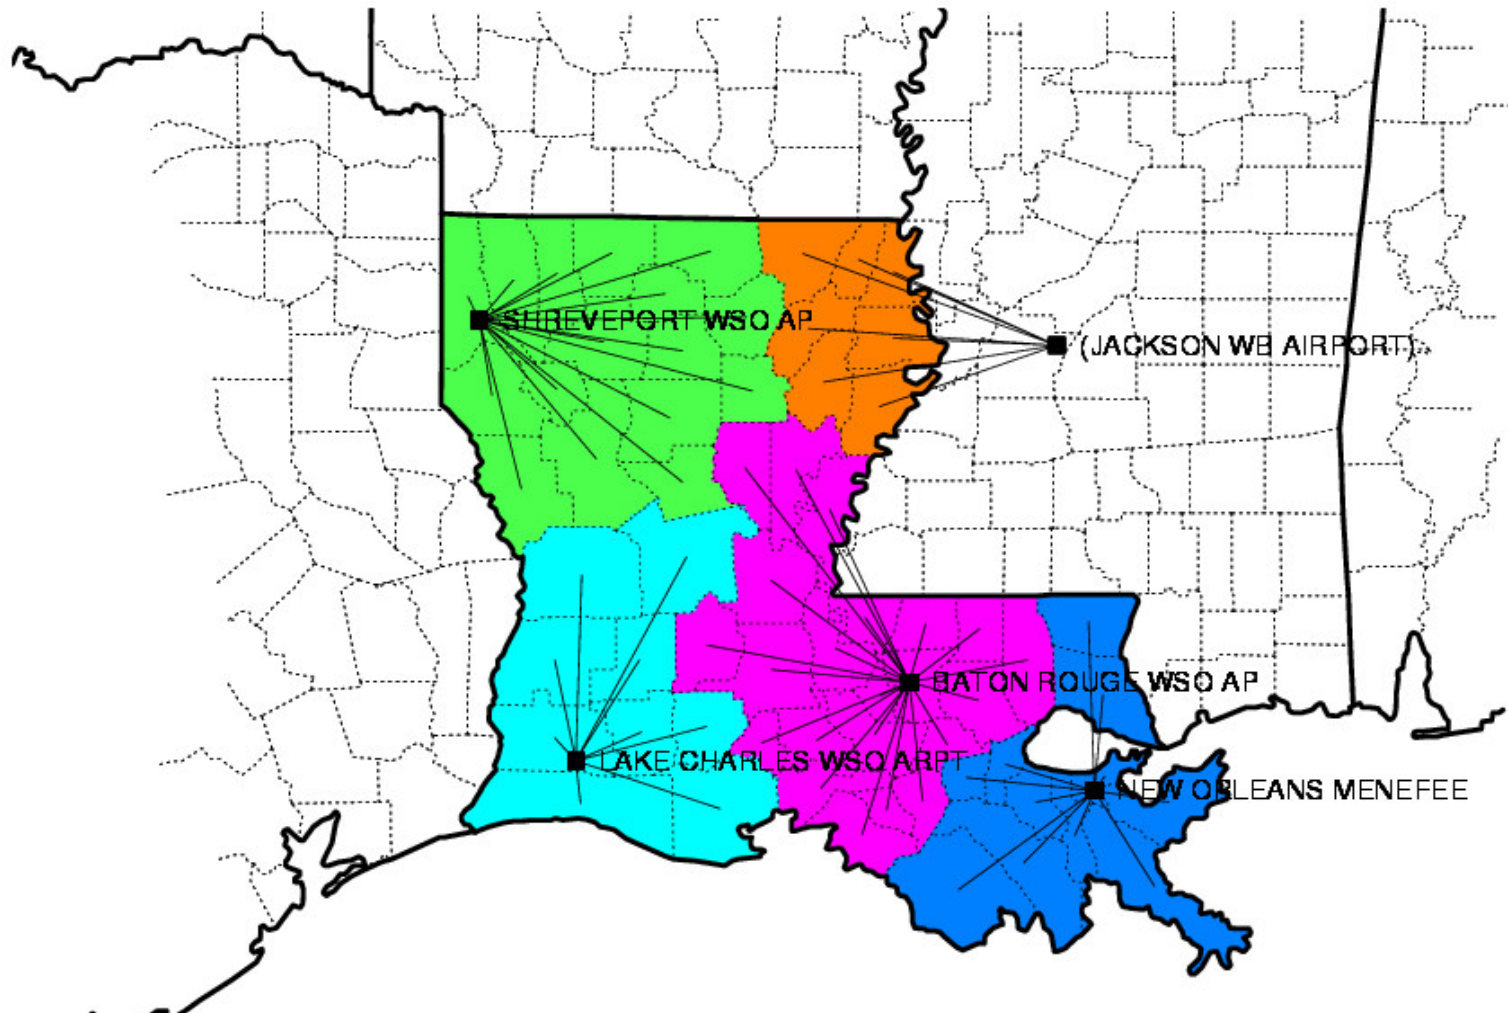 SHREVEPORT WSO AP
(JACKSON WB AIRPORT)
BATON ROUGE WSO AP
LAKE CHARLES WSO ARPT
NEW ORLEANS MENEFEE